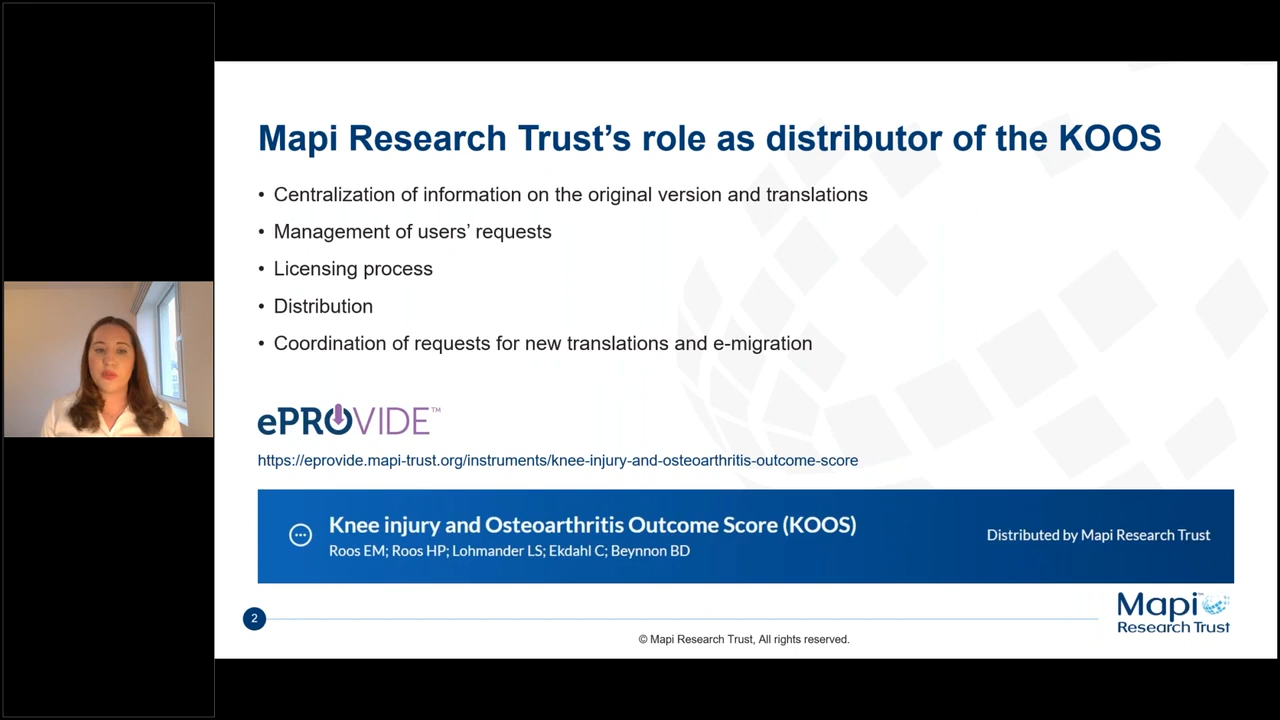 Mapi Research Trust’s role as distributor of the KOOS
• Centralization of information on the original version and translations
• Management of users’ requests
• Licensing process
• Distribution
• Coordination of requests for new translations and e-migration
ePROVIDE™
https://eprovide.mapi-trust.org/instruments/knee-injury-and-osteoarthritis-outcome-score
Knee injury and Osteoarthritis Outcome Score (KOOS)
Roos EM; Roos HP; Lohmander LS; Ekdahl C; Beynnon BD
Distributed by Mapi Research Trust
2
Mapi™
Research Trust
© Mapi Research Trust, All rights reserved.